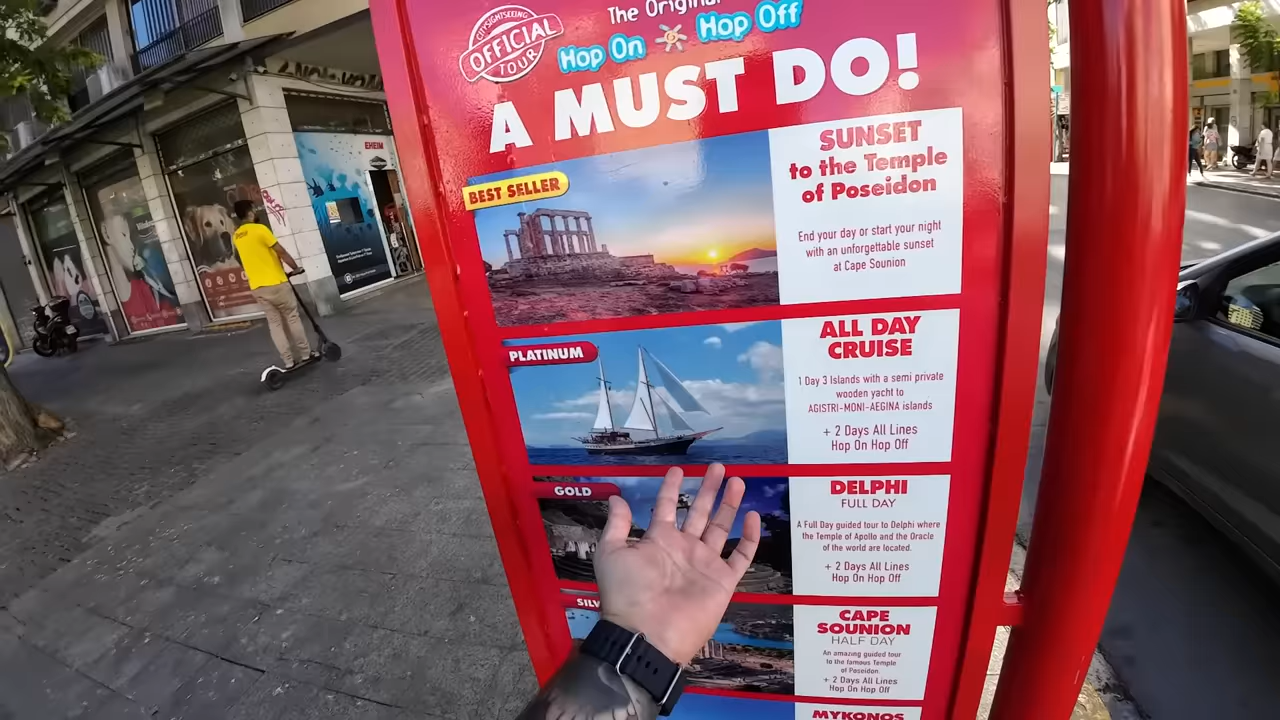 CITYSIGHTSEEING
OFFICIAL
TOUR
The Original
Hop On Hop Off
A MUST DO!
BEST SELLER
SUNSET
to the Temple
of Poseidon
End your day or start your night
with an unforgettable sunset
at Cape Sounion
PLATINUM
ALL DAY
CRUISE
1 Day 3 Islands with a semi private
wooden yacht to
AGISTRI-MONI-AEGINA islands
+ 2 Days All Lines
Hop On Hop Off
GOLD
DELPHI
FULL DAY
A Full Day guided tour to Delphi where
the Temple of Apollo and the Oracle
of the world are located.
+ 2 Days All Lines
Hop On Hop Off
SILV
CAPE
SOUNION
HALF DAY
An amazing guided tour
to the famous Temple
of Poseidon.
+ 2 Days All Lines
Hop On Hop Off
MYKONOS
EHEIM